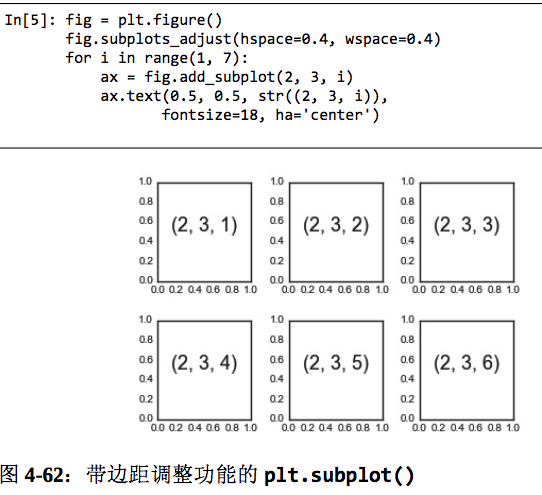 In[5]: fig = plt.figure()
fig.subplots_adjust(hspace=0.4, wspace=0.4)
for i in range(1, 7):
ax = fig.add_subplot(2, 3, i)
ax.text(0.5, 0.5, str((2, 3, i)),
fontsize=18, ha='center')
1.0
0.8
0.6
0.4
0.2
0.0
(2, 3, 1)
0.0 0.2 0.4 0.6 0.8 1.0
1.0
0.8
0.6
0.4
0.2
0.0
(2, 3, 2)
0.0 0.2 0.4 0.6 0.8 1.0
1.0
0.8
0.6
0.4
0.2
0.0
(2, 3, 3)
0.0 0.2 0.4 0.6 0.8 1.0
1.0
0.8
0.6
0.4
0.2
0.0
(2, 3, 4)
0.0 0.2 0.4 0.6 0.8 1.0
1.0
0.8
0.6
0.4
0.2
0.0
(2, 3, 5)
0.0 0.2 0.4 0.6 0.8 1.0
1.0
0.8
0.6
0.4
0.2
0.0
(2, 3, 6)
0.0 0.2 0.4 0.6 0.8 1.0
图 4-62：带边距调整功能的 plt.subplot()